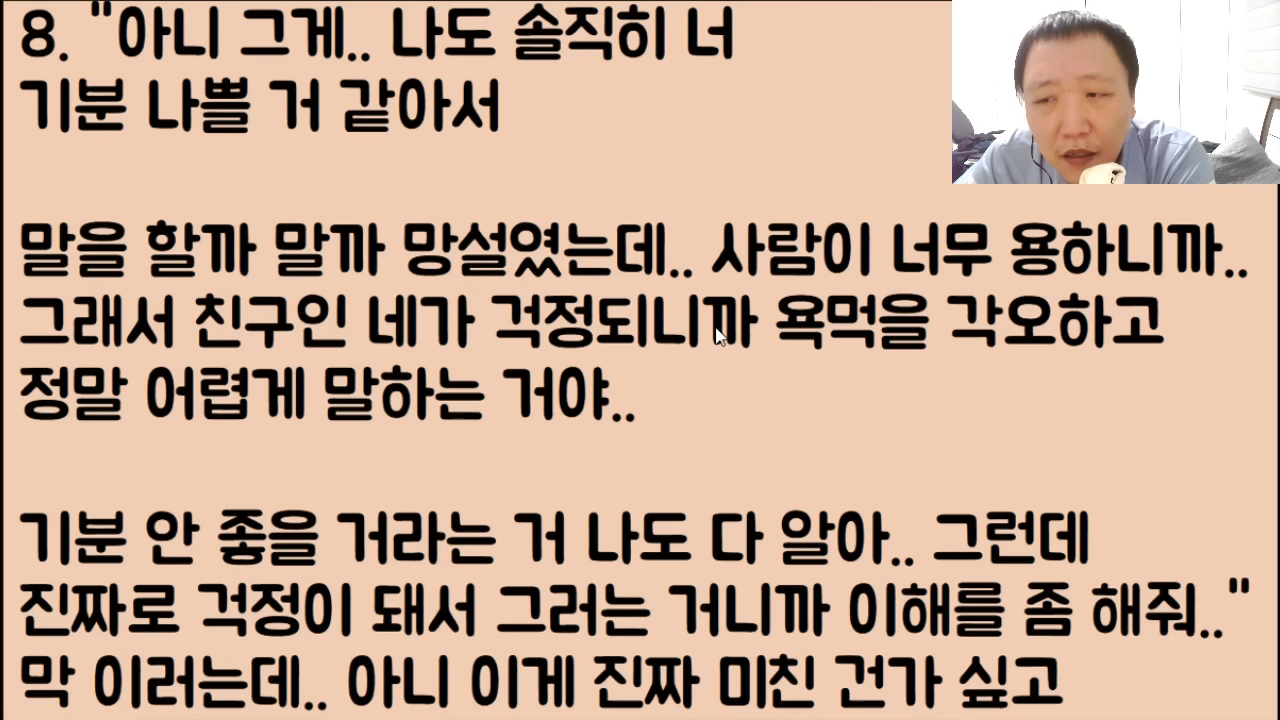 8. "아니 그게.. 나도 솔직히 너
기분 나쁠 거 같아서
말을 할까 말까 망설였는데.. 사람이 너무 용하니까..
그래서 친구인 네가 걱정되니까 욕먹을 각오하고
정말 어렵게 말하는 거야..
기분 안 좋을 거라는 거 나도 다 알아.. 그런데
진짜로 걱정이 돼서 그러는 거니까 이해를 좀 해줘.."
막 이러는데.. 아니 이게 진짜 미친 건가 싶고